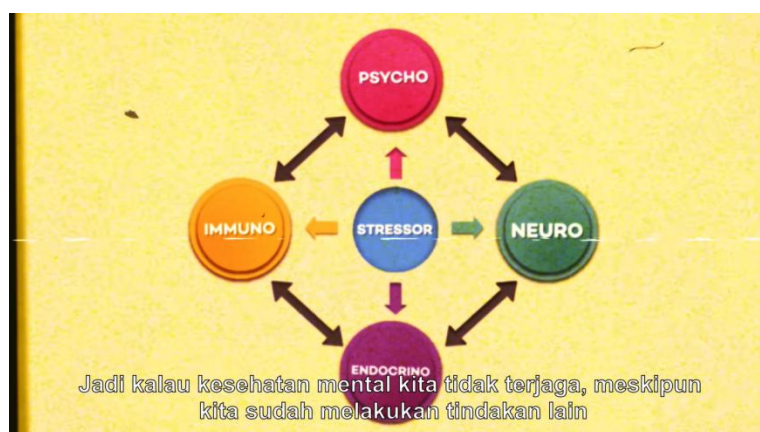 PSYCHO
IMMUNO
STRESSOR
NEURO
ENDOCRINO
Jadi kalau kesehatan mental kita tidak terjaga, meskipun
kita sudah melakukan tindakan lain